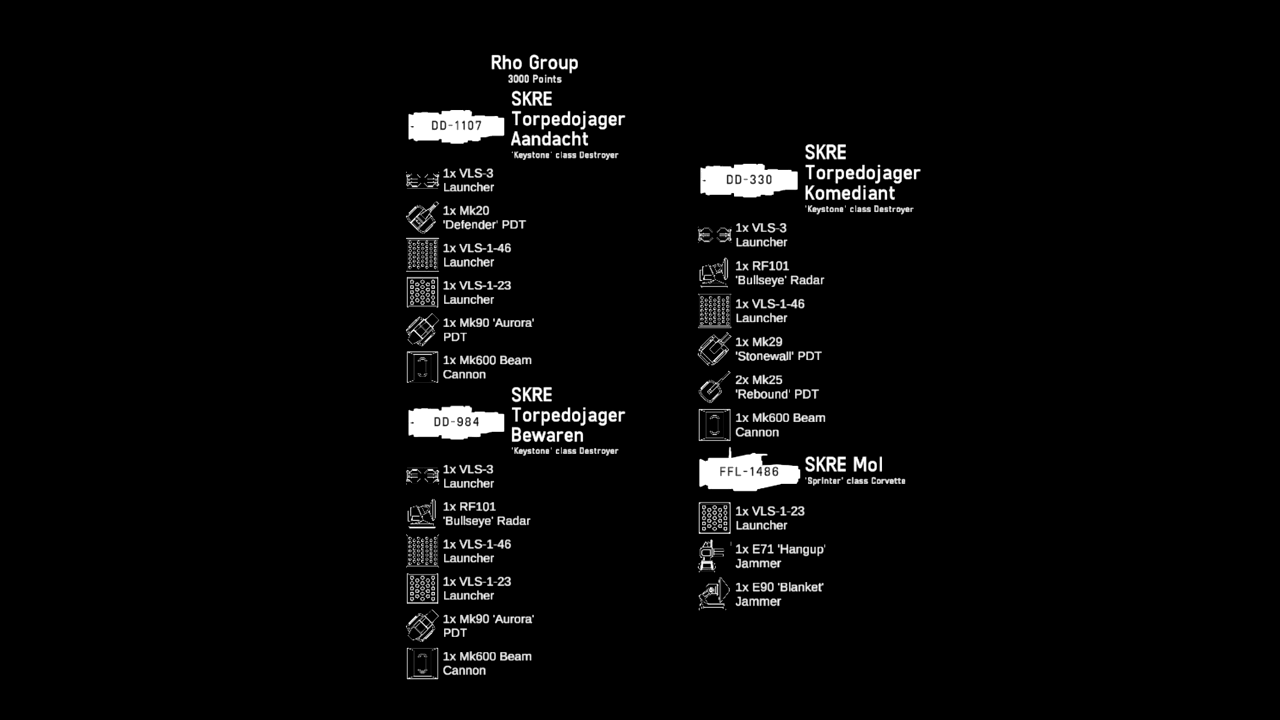 Rho Group
3000 Points
DD-1107
SKRE
Torpedojager
Aandacht
'Keystone' class Destroyer
1x VLS-3
Launcher
1x Mk20
'Defender' PDT
1x VLS-1-46
Launcher
1x VLS-1-23
Launcher
1x Mk90 'Aurora'
PDT
1x Mk600 Beam
Cannon
DD-984
SKRE
Torpedojager
Bewaren
'Keystone' class Destroyer
1x VLS-3
Launcher
1x RF101
'Bullseye' Radar
1x VLS-1-46
Launcher
1x VLS-1-23
Launcher
1x Mk90 'Aurora'
PDT
1x Mk600 Beam
Cannon
DD-330
SKRE
Torpedojager
Komediant
'Keystone' class Destroyer
1x VLS-3
Launcher
1x RF101
'Bullseye' Radar
1x VLS-1-46
Launcher
1x Mk29
'Stonewall' PDT
2x Mk25
'Rebound' PDT
1x Mk600 Beam
Cannon
FFL-1486
SKRE Mol
'Sprinter' class Corvette
1x VLS-1-23
Launcher
1x E71 'Hangup'
Jammer
1x E90 'Blanket'
Jammer